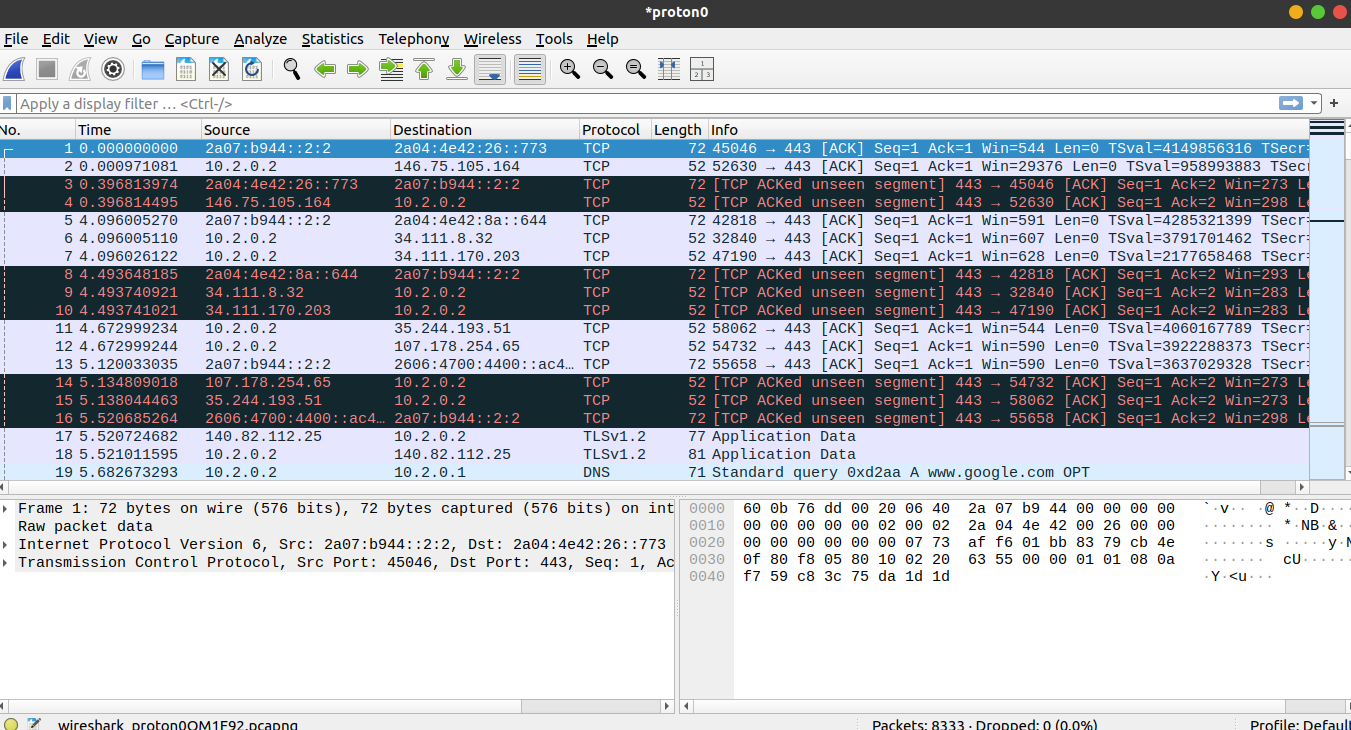 *proton0
File Edit View Go Capture Analyze Statistics Telephony Wireless Tools Help
Apply a display filter … <Ctrl-/>
No. Time Source Destination Protocol Length Info
1 0.000000000 2a07:b944::2:2 2a04:4e42:26::773 TCP 72 45046 → 443 [ACK] Seq=1 Ack=1 Win=544 Len=0 TSval=4149856316 TSecr=
2 0.000971081 10.2.0.2 146.75.105.164 TCP 52 52630 → 443 [ACK] Seq=1 Ack=1 Win=29376 Len=0 TSval=958993883 TSecr=
3 0.396813974 2a04:4e42:26::773 2a07:b944::2:2 TCP 72 [TCP ACKed unseen segment] 443 → 45046 [ACK] Seq=1 Ack=2 Win=273 Le
4 0.396814495 146.75.105.164 10.2.0.2 TCP 52 [TCP ACKed unseen segment] 443 → 52630 [ACK] Seq=1 Ack=2 Win=298 Le
5 4.096005270 2a07:b944::2:2 2a04:4e42:8a::644 TCP 72 42818 → 443 [ACK] Seq=1 Ack=1 Win=591 Len=0 TSval=4285321399 TSecr=
6 4.096005110 10.2.0.2 34.111.8.32 TCP 52 32840 → 443 [ACK] Seq=1 Ack=1 Win=607 Len=0 TSval=3791701462 TSecr=
7 4.096026122 10.2.0.2 34.111.170.203 TCP 52 47190 → 443 [ACK] Seq=1 Ack=1 Win=628 Len=0 TSval=2177658468 TSecr=
8 4.493648185 2a04:4e42:8a::644 2a07:b944::2:2 TCP 72 [TCP ACKed unseen segment] 443 → 42818 [ACK] Seq=1 Ack=2 Win=293 Le
9 4.493740921 34.111.8.32 10.2.0.2 TCP 52 [TCP ACKed unseen segment] 443 → 32840 [ACK] Seq=1 Ack=2 Win=283 Le
10 4.493741021 34.111.170.203 10.2.0.2 TCP 52 [TCP ACKed unseen segment] 443 → 47190 [ACK] Seq=1 Ack=2 Win=283 Le
11 4.672999234 10.2.0.2 35.244.193.51 TCP 52 58062 → 443 [ACK] Seq=1 Ack=1 Win=544 Len=0 TSval=4060167789 TSecr=
12 4.672999244 10.2.0.2 107.178.254.65 TCP 52 54732 → 443 [ACK] Seq=1 Ack=1 Win=590 Len=0 TSval=3922288373 TSecr=
13 5.120033035 2a07:b944::2:2 2606:4700:4400::ac4… TCP 72 55658 → 443 [ACK] Seq=1 Ack=1 Win=590 Len=0 TSval=3637029328 TSecr=
14 5.134809018 107.178.254.65 10.2.0.2 TCP 52 [TCP ACKed unseen segment] 443 → 54732 [ACK] Seq=1 Ack=2 Win=273 Le
15 5.138044463 35.244.193.51 10.2.0.2 TCP 52 [TCP ACKed unseen segment] 443 → 58062 [ACK] Seq=1 Ack=2 Win=273 Le
16 5.520685264 2606:4700:4400::ac4… 2a07:b944::2:2 TCP 72 [TCP ACKed unseen segment] 443 → 55658 [ACK] Seq=1 Ack=2 Win=298 Le
17 5.520724682 140.82.112.25 10.2.0.2 TLSv1.2 77 Application Data
18 5.521011595 10.2.0.2 140.82.112.25 TLSv1.2 81 Application Data
19 5.682673293 10.2.0.2 10.2.0.1 DNS 71 Standard query 0xd2aa A www.google.com OPT
Frame 1: 72 bytes on wire (576 bits), 72 bytes captured (576 bits) on int
Raw packet data
Internet Protocol Version 6, Src: 2a07:b944::2:2, Dst: 2a04:4e42:26::773
Transmission Control Protocol, Src Port: 45046, Dst Port: 443, Seq: 1, Ac
0000 60 0b 76 dd 00 20 06 40 2a 07 b9 44 00 00 00 00 `·v·· ·@ *··D····
0010 00 00 00 00 00 02 00 02 2a 04 4e 42 00 26 00 00 ········ *·NB·&··
0020 00 00 00 00 00 00 07 73 af f6 01 bb 83 79 cb 4e ·······s ·····y·N
0030 0f 80 f8 05 80 10 02 20 63 55 00 00 01 01 08 0a ······· cU······
0040 f7 59 c8 3c 75 da 1d 1d ·Y·<u···
wireshark_proton0QM1F92.pcapng Packets: 8333 · Dropped: 0 (0.0%) Profile: Default